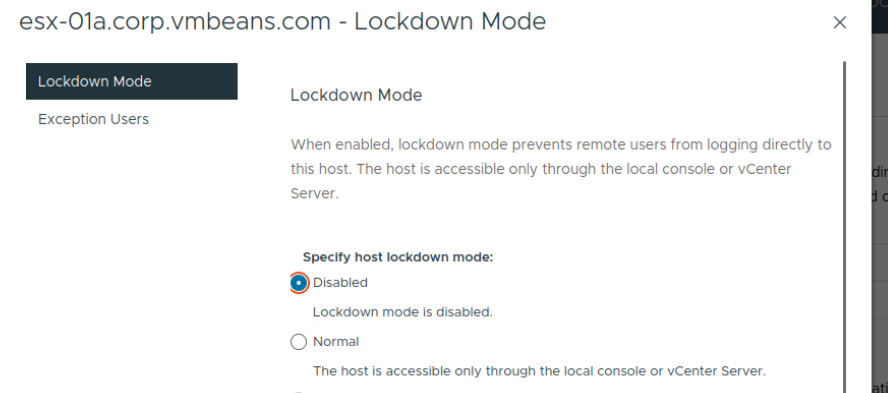 esx-01a.corp.vmbeans.com - Lockdown Mode
Lockdown Mode
Exception Users
Lockdown Mode
When enabled, lockdown mode prevents remote users from logging directly to
this host. The host is accessible only through the local console or vCenter
Server.
Specify host lockdown mode:
Disabled
Lockdown mode is disabled.
Normal
The host is accessible only through the local console or vCenter Server.